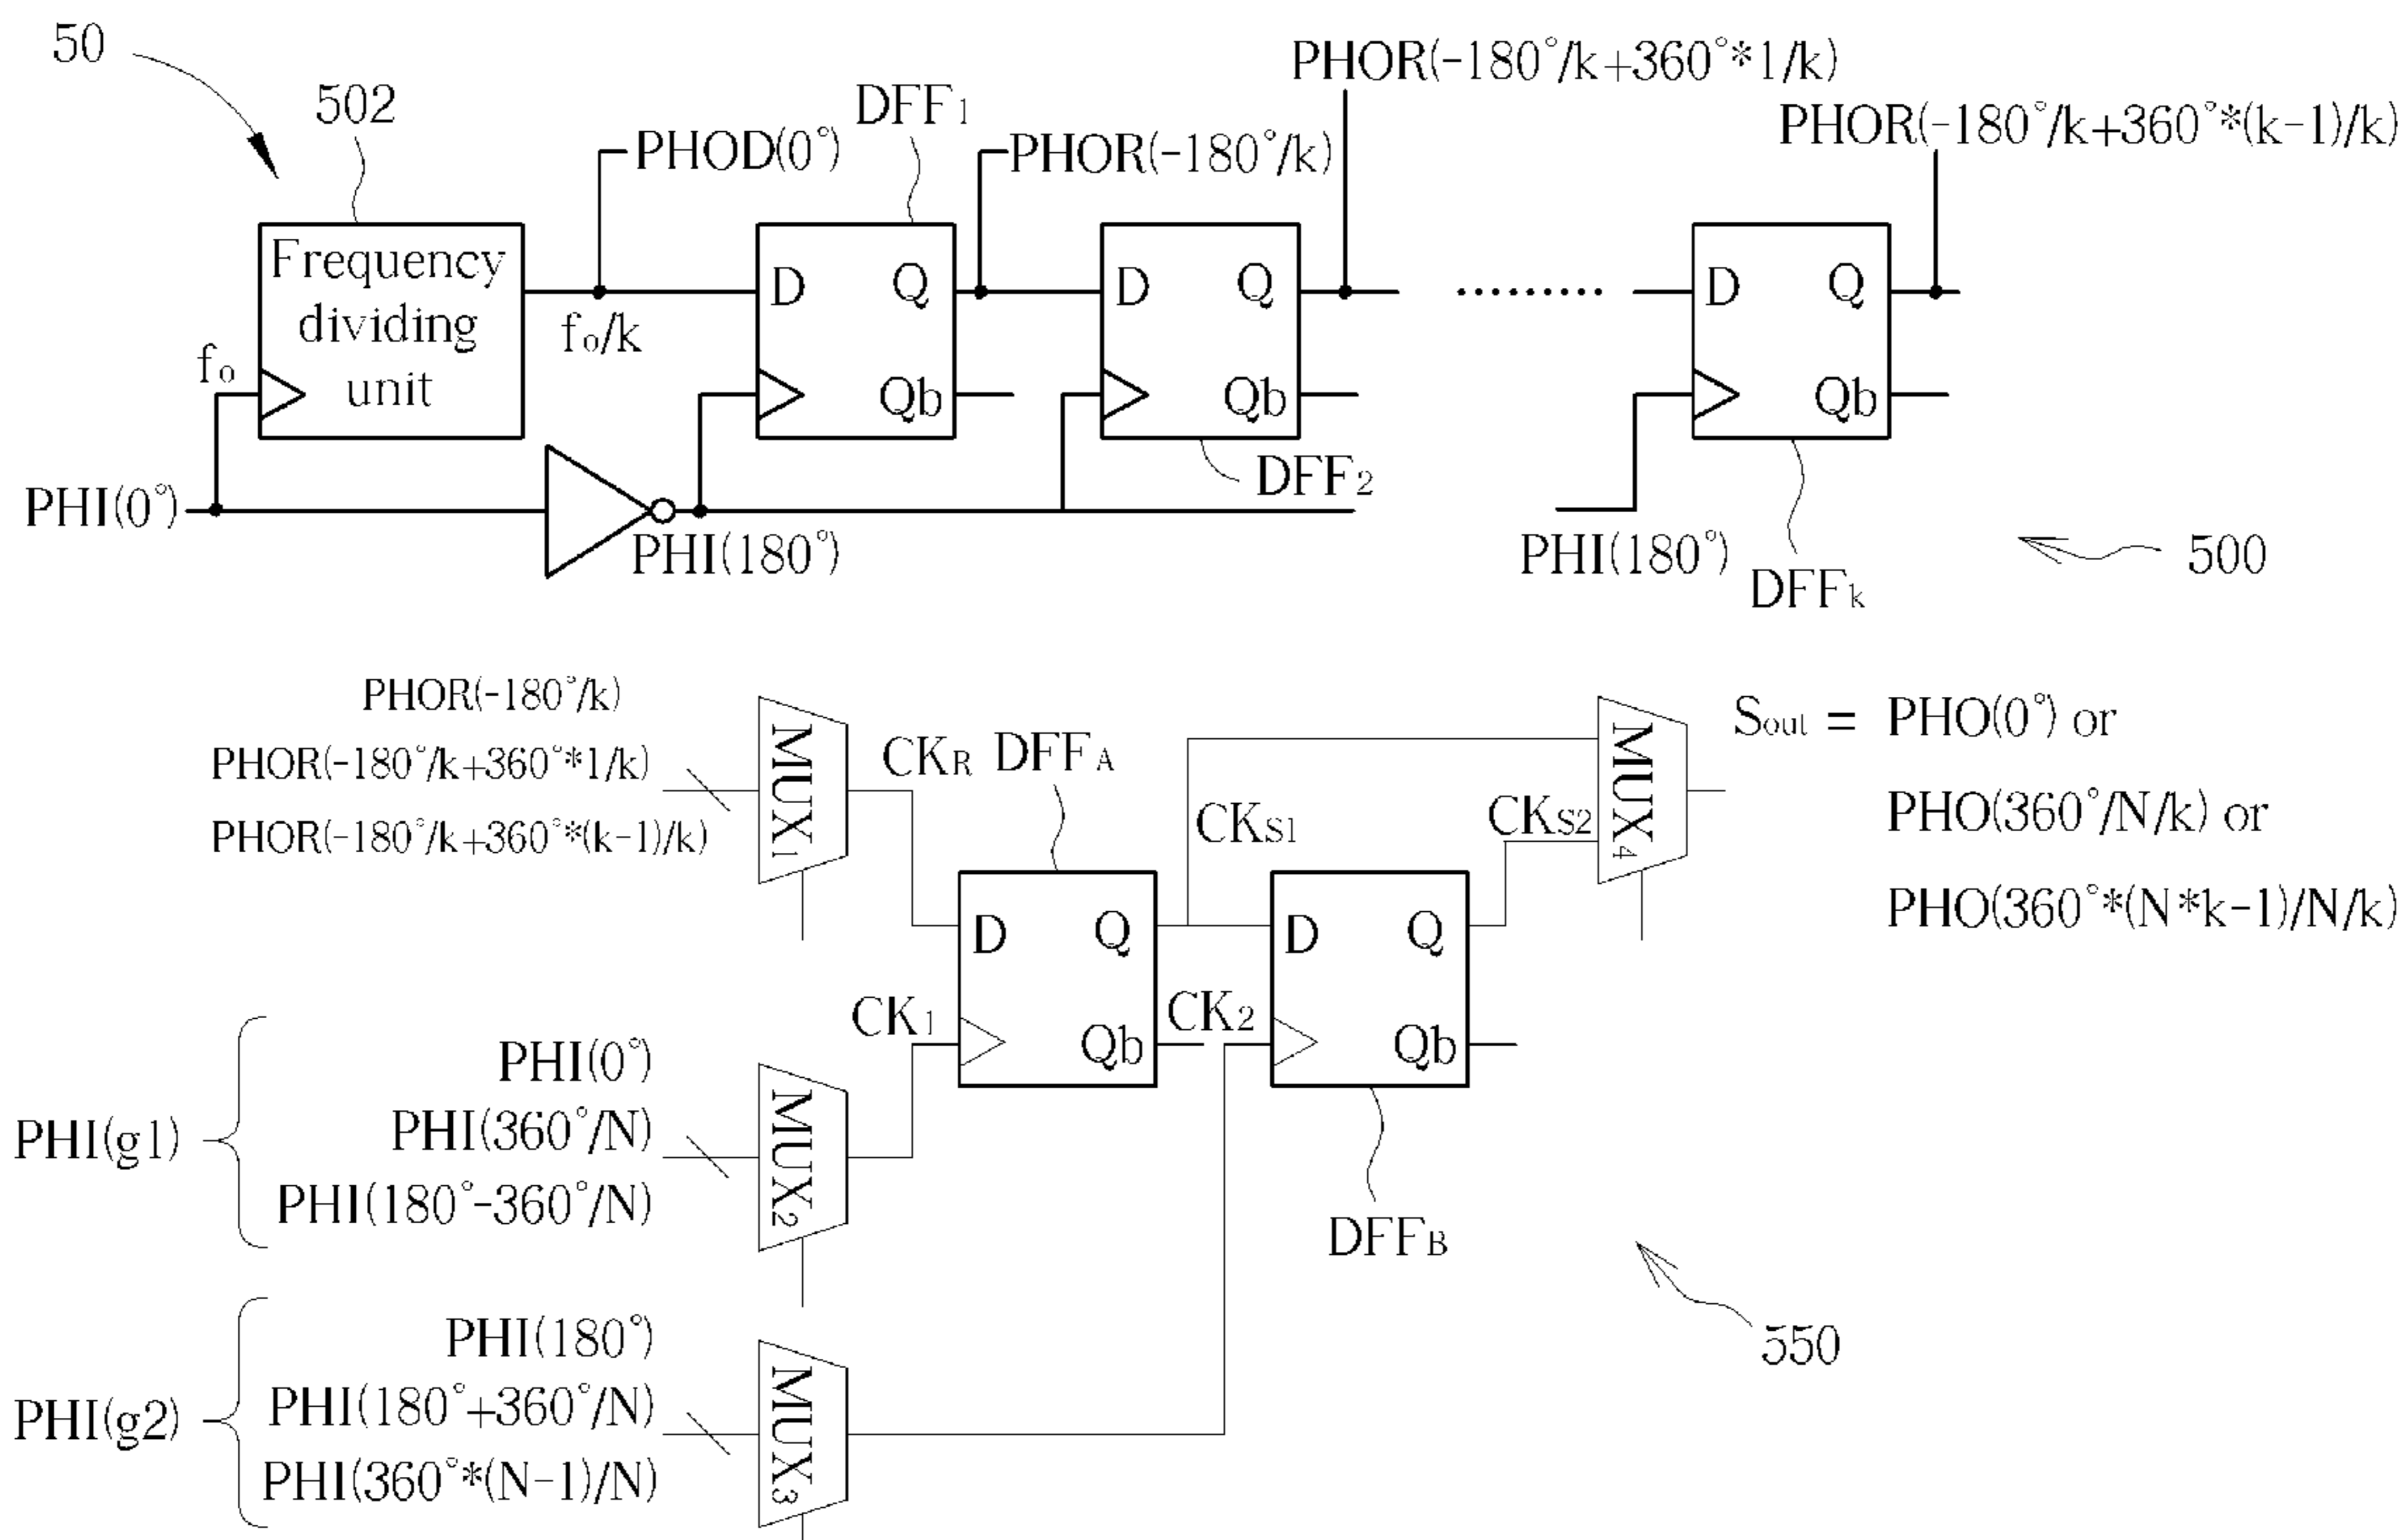 50
502
DFF1
PHOR(-180°/k+360°*1/k)
PHOR(-180°/k+360°*(k-1)/k)
PHOD(0°)
PHOR(-180°/k)
Frequency
dividing
unit
fo
fo/k
D
Q
Qb
D
Q
Qb
.........
D
Q
Qb
DFF2
PHI(0°)
PHI(180°)
PHI(180°)
DFFk
500
PHOR(-180°/k)
PHOR(-180°/k+360°*1/k)
PHOR(-180°/k+360°*(k-1)/k)
MUX1
CKR
DFFA
CKS1
CKS2
MUX4
Sout = PHO(0°) or
PHO(360°/N/k) or
PHO(360°*(N*k-1)/N/k)
D
Q
Qb
D
Q
Qb
CK1
CK2
PHI(g1)
PHI(0°)
PHI(360°/N)
PHI(180°-360°/N)
MUX2
DFFB
PHI(g2)
PHI(180°)
PHI(180°+360°/N)
PHI(360°*(N-1)/N)
MUX3
550